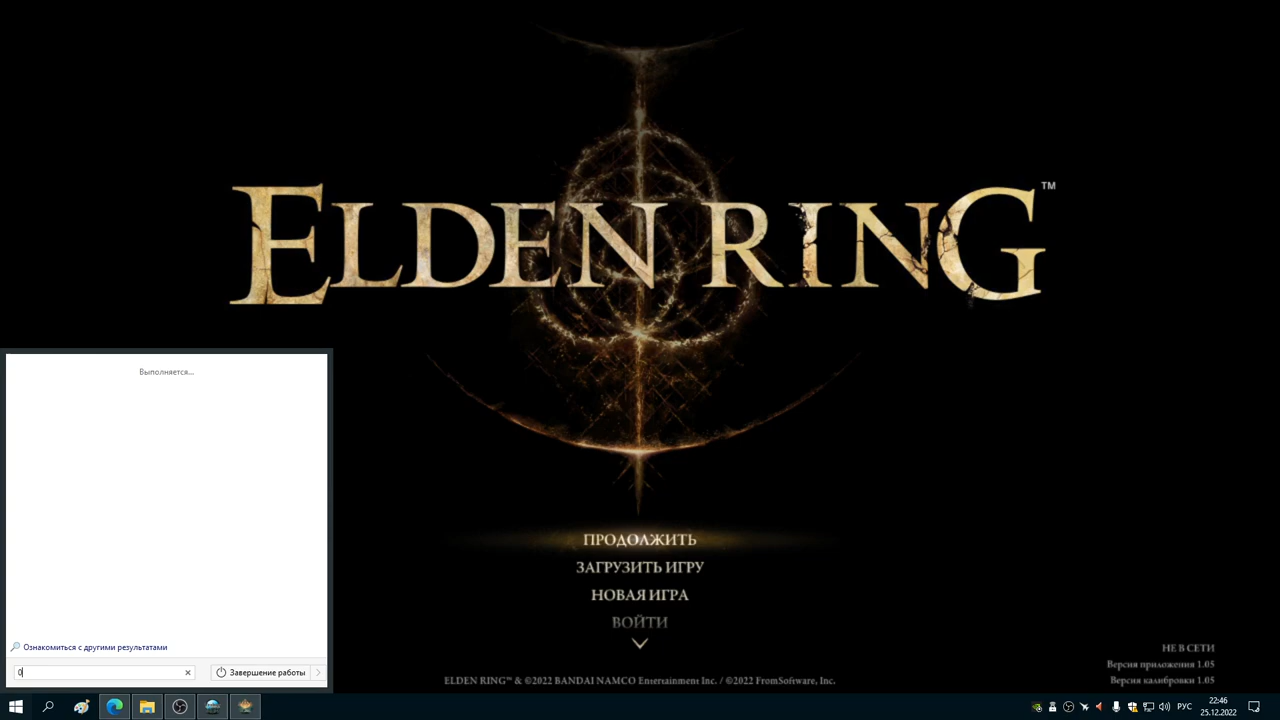 ELDEN RING™
Выполняется...
ПРОДОЛЖИТЬ
ЗАГРУЗИТЬ ИГРУ
НОВАЯ ИГРА
ВОЙТИ
Ознакомиться с другими результатами
0
Завершение работы
НЕ В СЕТИ
Версия приложения 1.05
Версия калибровки 1.05
ELDEN RING™ & ©2022 BANDAI NAMCO Entertainment Inc. / ©2022 FromSoftware, Inc.
РУС
22:46
25.12.2022